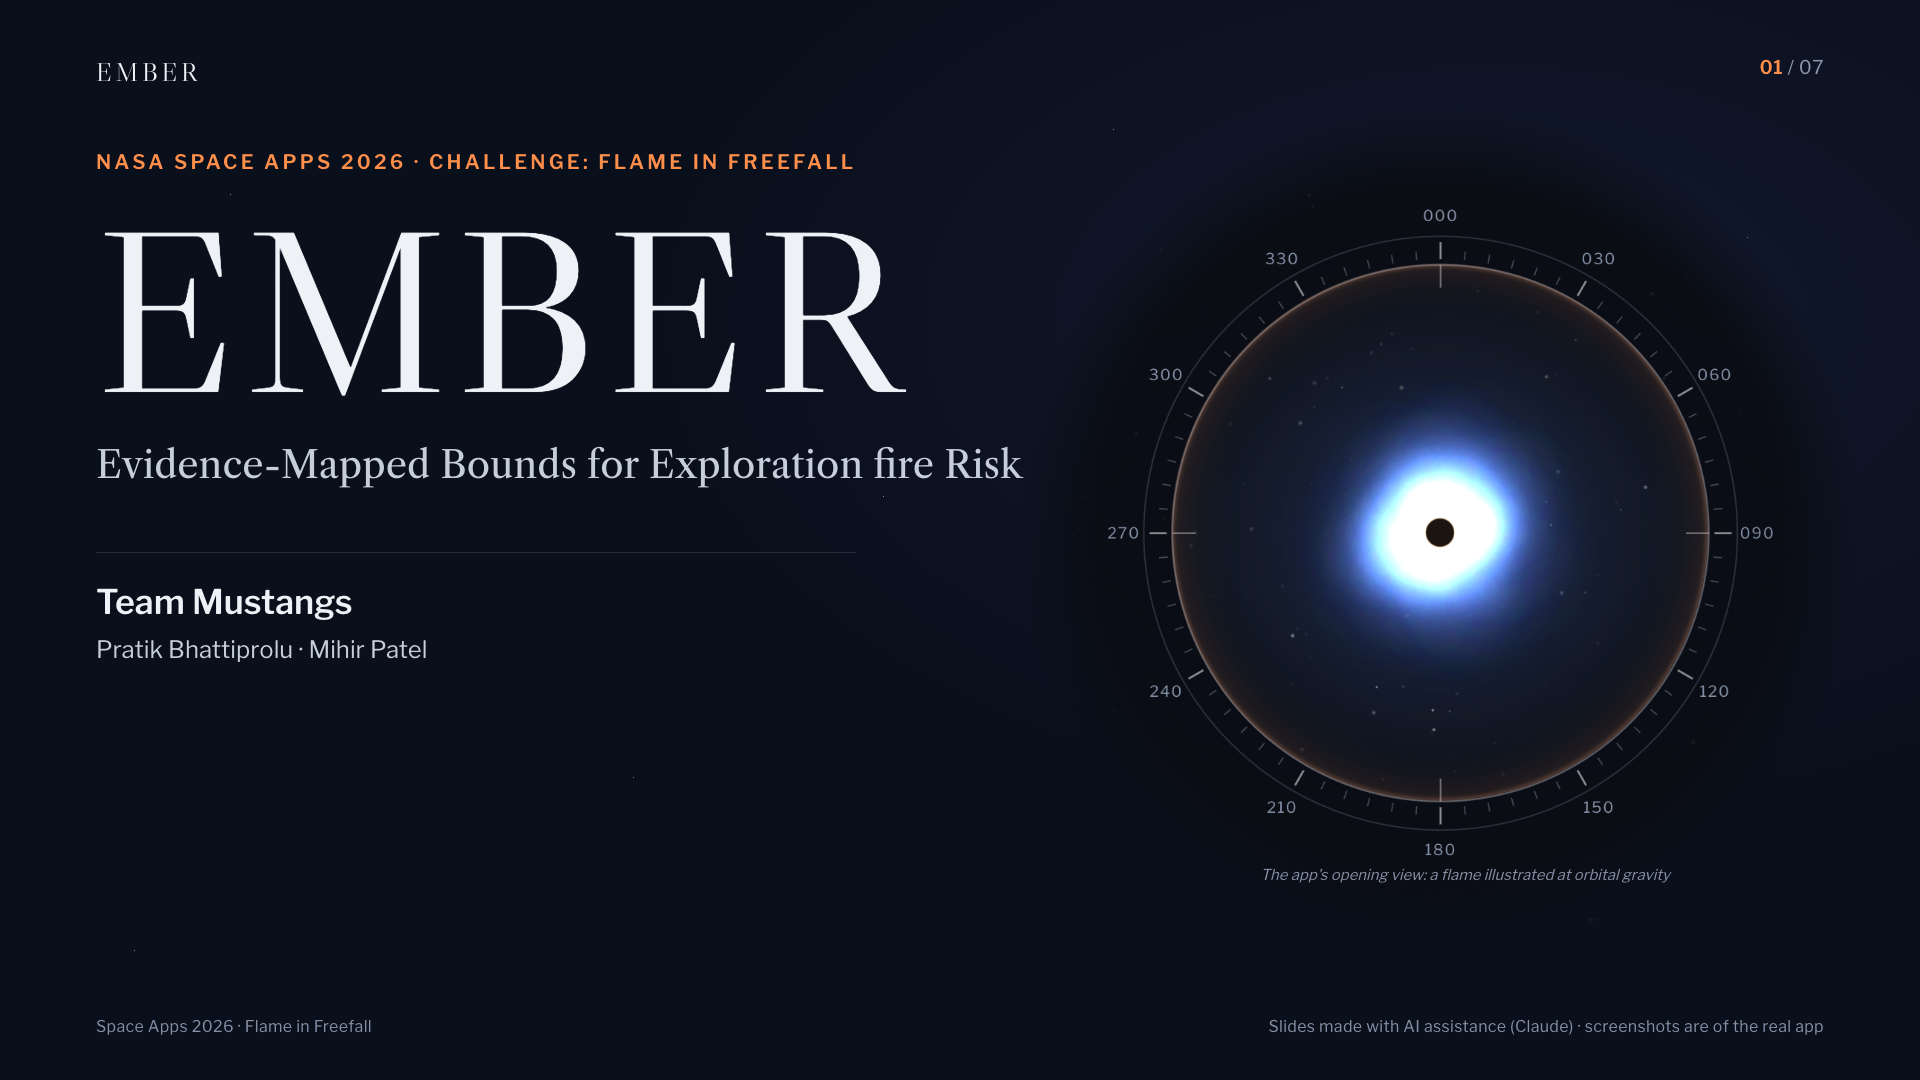 EMBER
01 / 07
NASA SPACE APPS 2026 · CHALLENGE: FLAME IN FREEFALL
EMBER
Evidence-Mapped Bounds for Exploration fire Risk
Team Mustangs
Pratik Bhattiprolu · Mihir Patel
000
330
030
300
060
270
090
240
120
210
150
180
The app's opening view: a flame illustrated at orbital gravity
Space Apps 2026 · Flame in Freefall
Slides made with AI assistance (Claude) · screenshots are of the real app